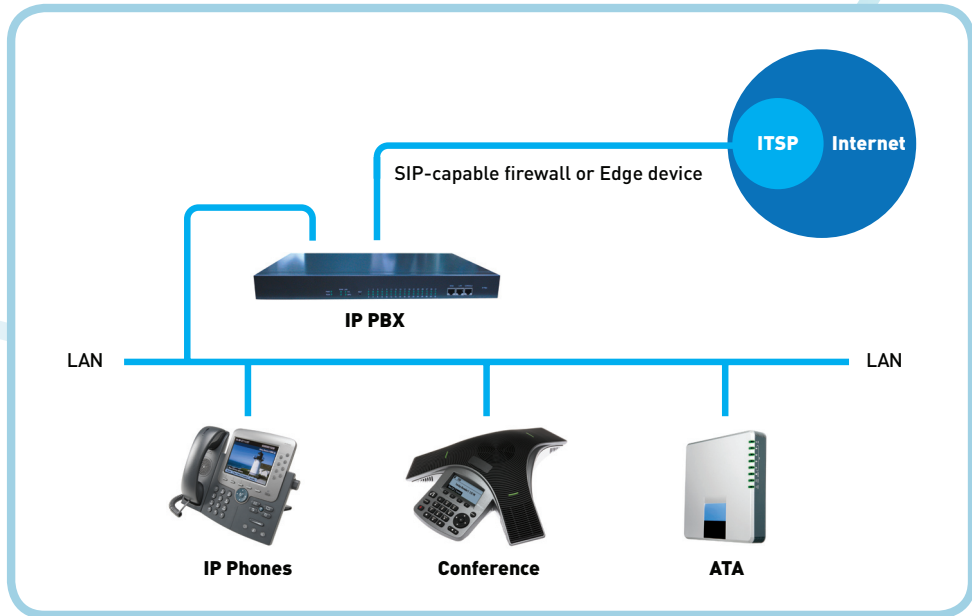 ITSP
Internet
SIP-capable firewall or Edge device
IP PBX
LAN
LAN
IP Phones
Conference
ATA